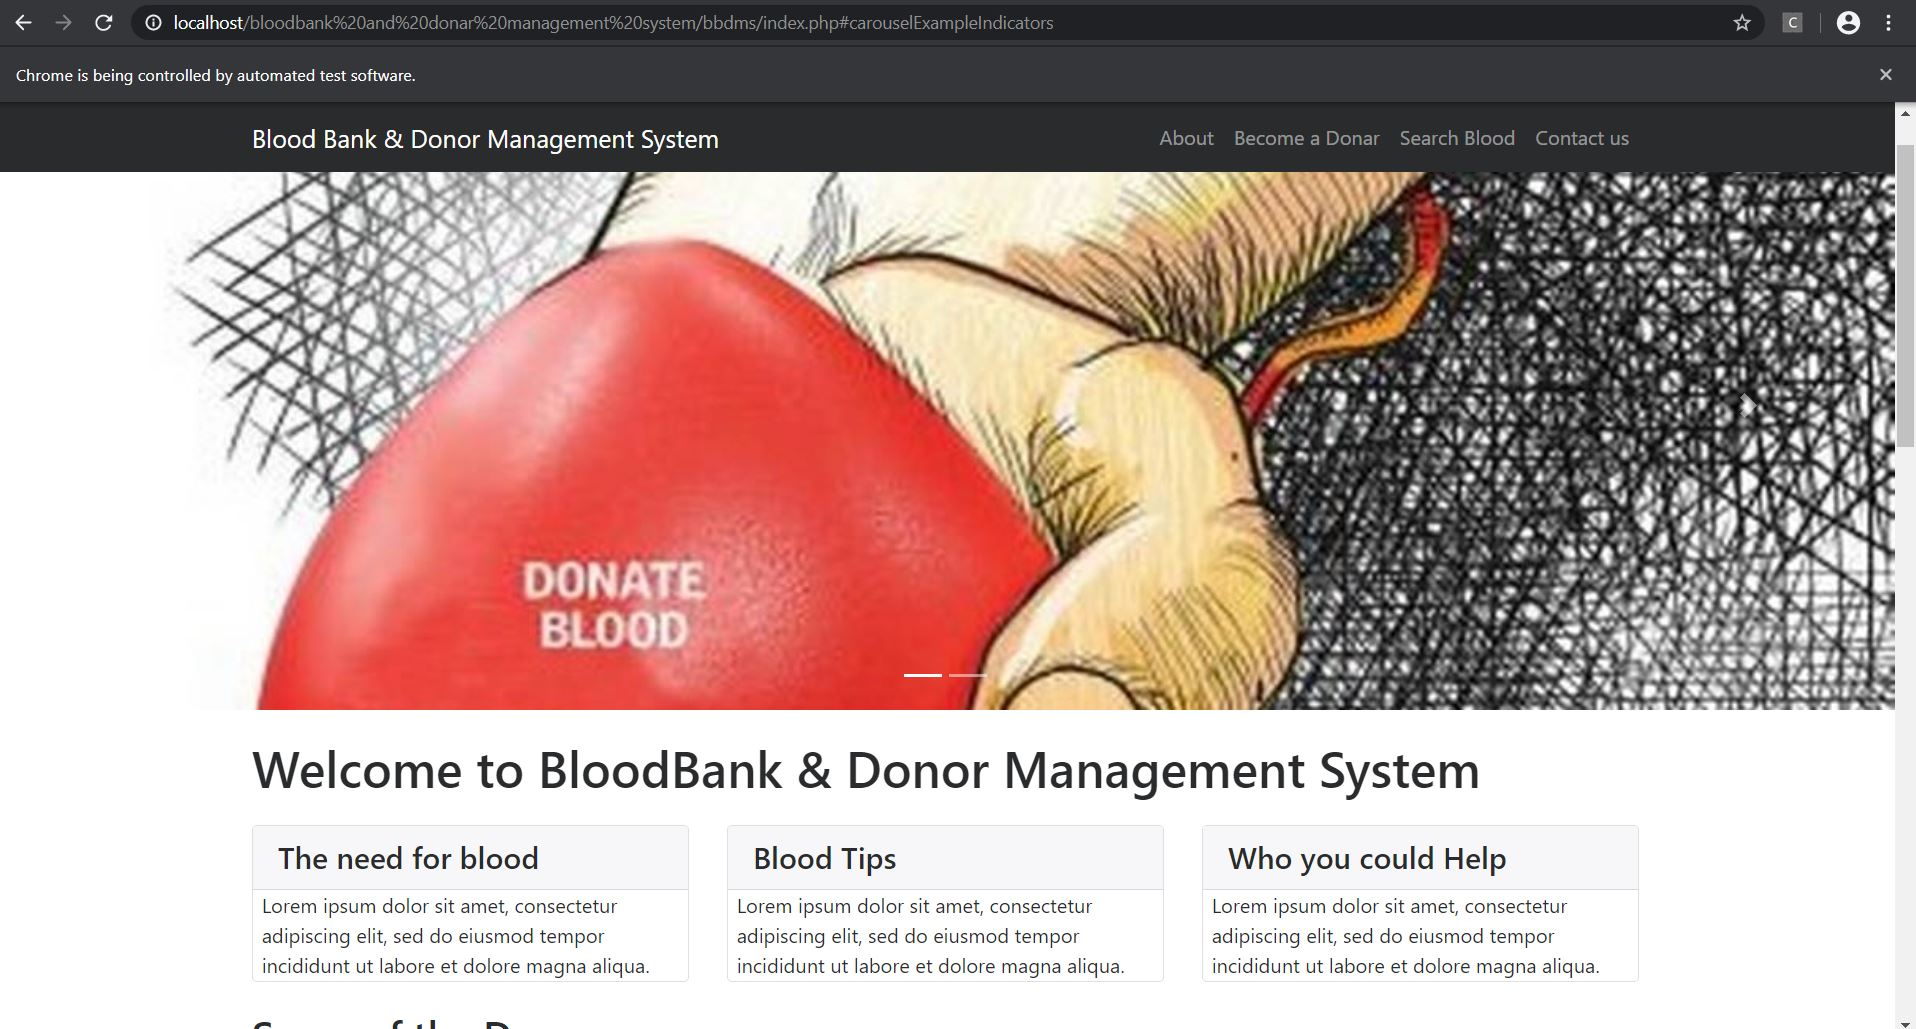 localhost/bloodbank%20and%20donar%20management%20system/bbdms/index.php#carouselExampleIndicators
C
Chrome is being controlled by automated test software.
Blood Bank & Donor Management System
About Become a Donar Search Blood Contact us
DONATE
BLOOD
Welcome to BloodBank & Donor Management System
The need for blood
Lorem ipsum dolor sit amet, consectetur
adipiscing elit, sed do eiusmod tempor
incididunt ut labore et dolore magna aliqua.
Blood Tips
Lorem ipsum dolor sit amet, consectetur
adipiscing elit, sed do eiusmod tempor
incididunt ut labore et dolore magna aliqua.
Who you could Help
Lorem ipsum dolor sit amet, consectetur
adipiscing elit, sed do eiusmod tempor
incididunt ut labore et dolore magna aliqua.